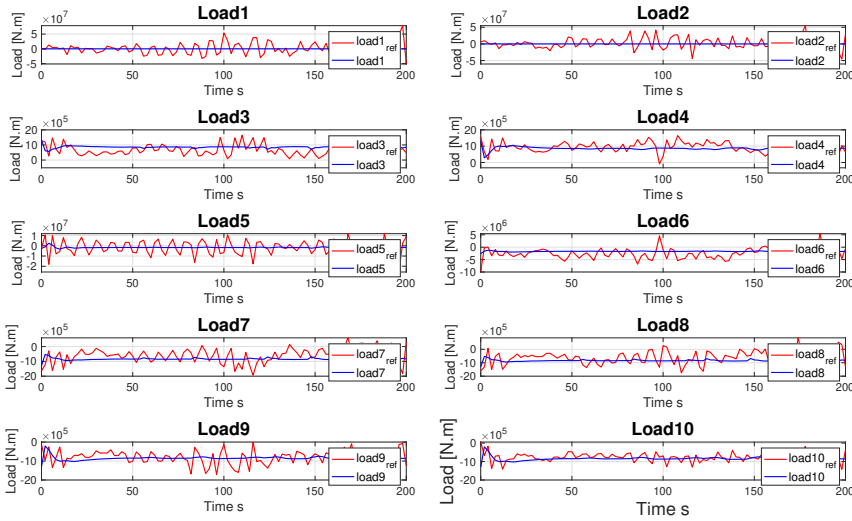 Load1
×10^7
Load [N.m]
5
0
-5
0 50 100 150 200
Time s
load1_ref
load1
Load2
×10^7
Load [N.m]
5
0
-5
0 50 100 150 200
Time s
load2_ref
load2
Load3
×10^5
Load [N.m]
20
10
0
0 50 100 150 200
Time s
load3_ref
load3
Load4
×10^5
Load [N.m]
20
10
0
0 50 100 150 200
Time s
load4_ref
load4
Load5
×10^7
Load [N.m]
1
0
-1
-2
0 50 100 150 200
Time s
load5_ref
load5
Load6
×10^6
Load [N.m]
5
0
-5
-10
0 50 100 150 200
Time s
load6_ref
load6
Load7
×10^5
Load [N.m]
0
-10
-20
0 50 100 150 200
Time s
load7_ref
load7
Load8
×10^5
Load [N.m]
0
-10
-20
0 50 100 150 200
Time s
load8_ref
load8
Load9
×10^5
Load [N.m]
0
-10
-20
0 50 100 150 200
Time s
load9_ref
load9
Load10
×10^5
Load [N.m]
0
-10
-20
0 50 100 150 200
Time s
load10_ref
load10